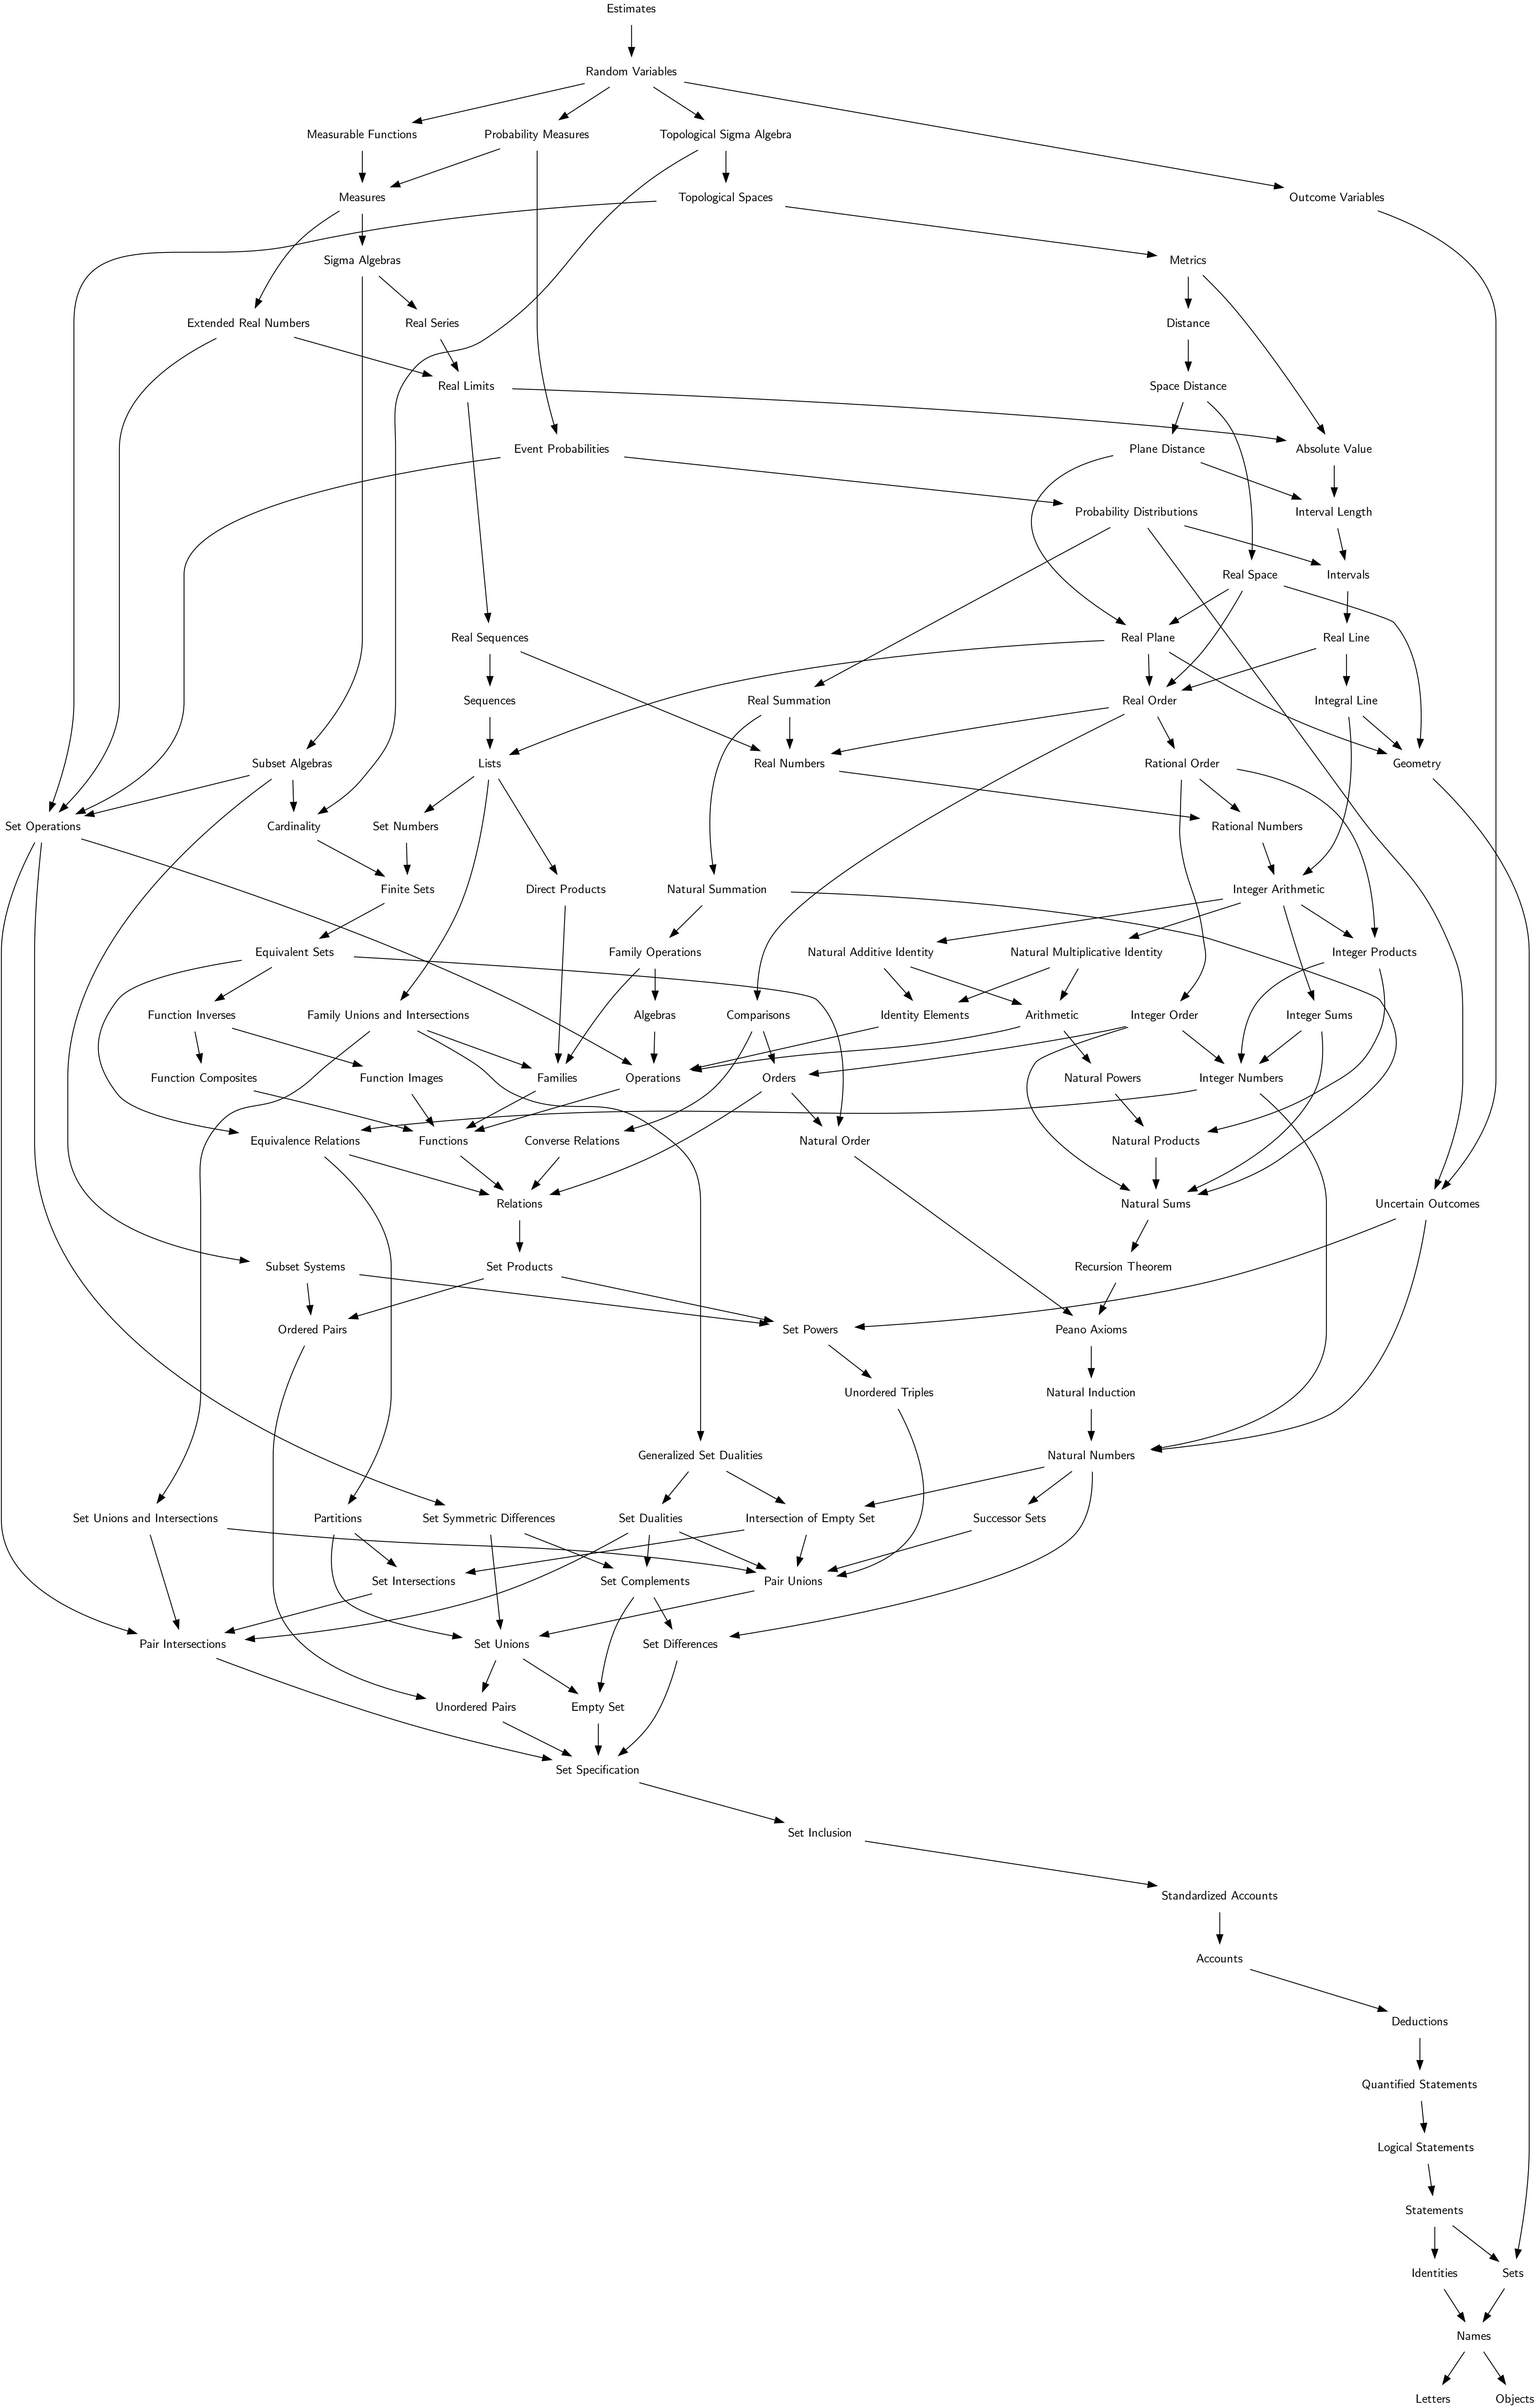 Estimates
Random Variables
Measurable Functions
Probability Measures
Topological Sigma Algebra
Measures
Topological Spaces
Outcome Variables
Sigma Algebras
Metrics
Extended Real Numbers
Real Series
Distance
Real Limits
Space Distance
Event Probabilities
Plane Distance
Absolute Value
Probability Distributions
Interval Length
Real Space
Intervals
Real Sequences
Real Plane
Real Line
Sequences
Real Summation
Real Order
Integral Line
Subset Algebras
Lists
Real Numbers
Rational Order
Geometry
Set Operations
Cardinality
Set Numbers
Rational Numbers
Finite Sets
Direct Products
Natural Summation
Integer Arithmetic
Equivalent Sets
Family Operations
Natural Additive Identity
Natural Multiplicative Identity
Integer Products
Function Inverses
Family Unions and Intersections
Algebras
Comparisons
Identity Elements
Arithmetic
Integer Order
Integer Sums
Function Composites
Function Images
Families
Operations
Orders
Natural Powers
Integer Numbers
Equivalence Relations
Functions
Converse Relations
Natural Order
Natural Products
Relations
Natural Sums
Uncertain Outcomes
Subset Systems
Set Products
Recursion Theorem
Ordered Pairs
Set Powers
Peano Axioms
Unordered Triples
Natural Induction
Generalized Set Dualities
Natural Numbers
Set Unions and Intersections
Partitions
Set Symmetric Differences
Set Dualities
Intersection of Empty Set
Successor Sets
Set Intersections
Set Complements
Pair Unions
Pair Intersections
Set Unions
Set Differences
Unordered Pairs
Empty Set
Set Specification
Set Inclusion
Standardized Accounts
Accounts
Deductions
Quantified Statements
Logical Statements
Statements
Identities
Sets
Names
Letters
Objects